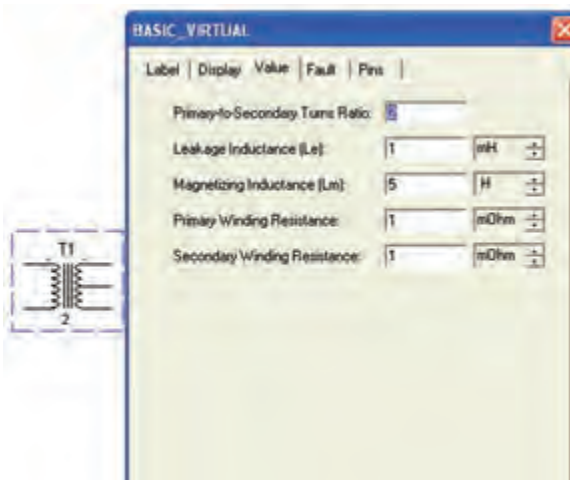 BASIC_VIRTUAL
Label Display Value Fault Pins
Primary-to-Secondary Turns Ratio: 2
Leakage Inductance (Le): 1 mH
Magnetizing Inductance (Lm): 5 H
Primary Winding Resistance: 1 mOhm
Secondary Winding Resistance: 1 mOhm
T1
2